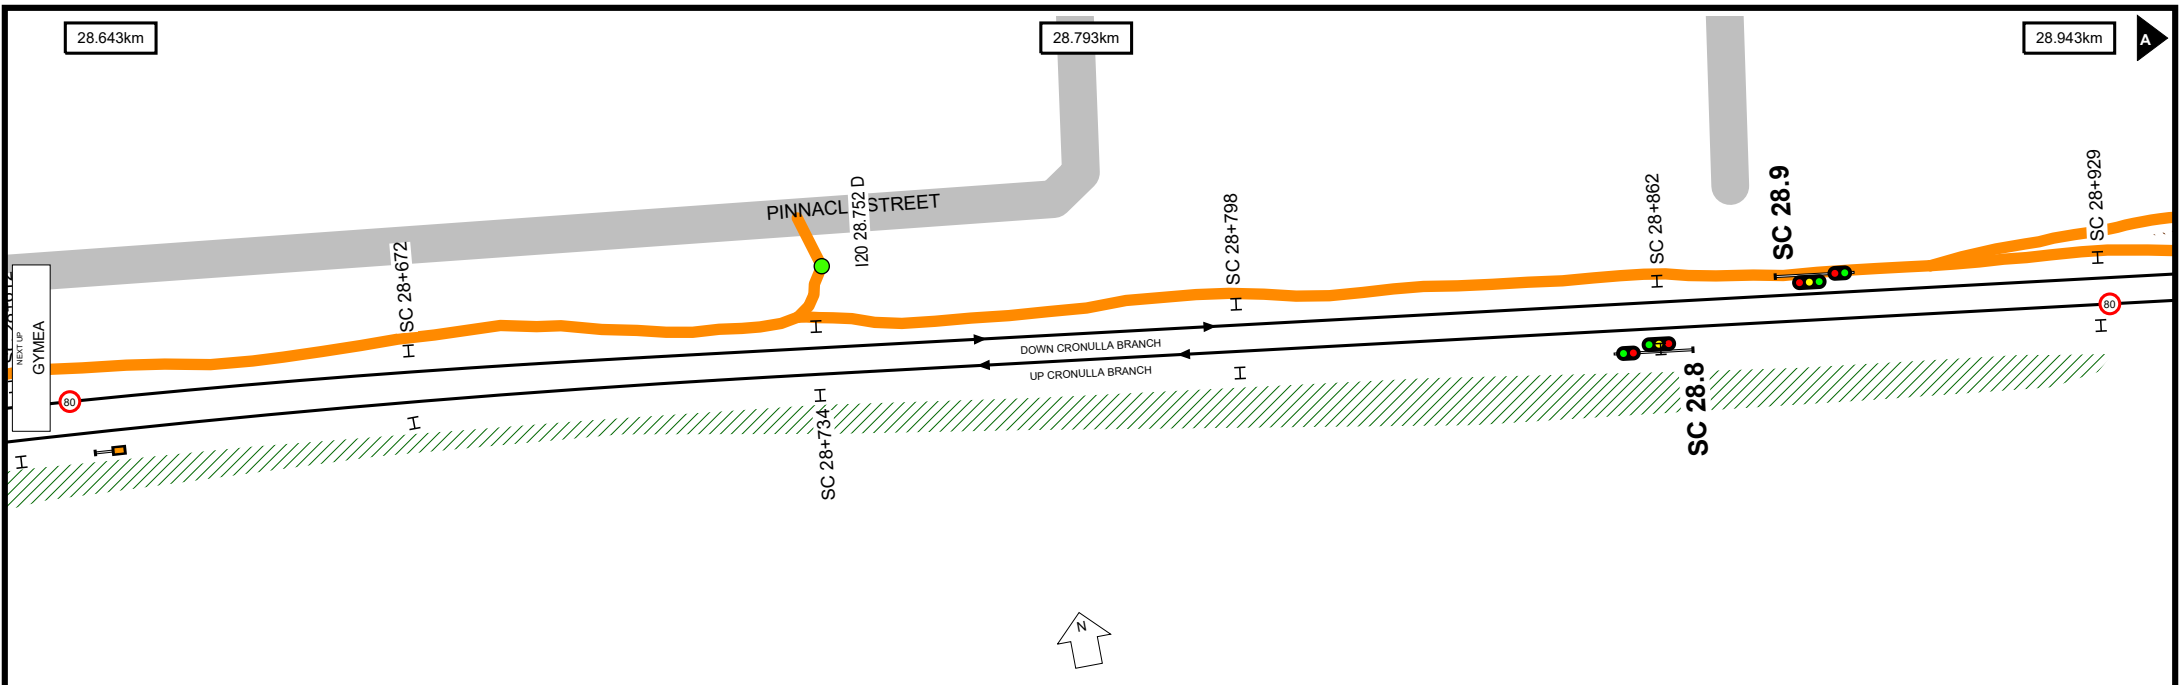 28.643km
28.793km
28.943km
A
PINNACL STREET
I20 28.752 D
SC 28+672
SC 28+798
SC 28+862
SC 28.9
SC 28+929
NEXT UP
GYMEA
80
80
DOWN CRONULLA BRANCH
UP CRONULLA BRANCH
SC 28+734
SC 28.8
N